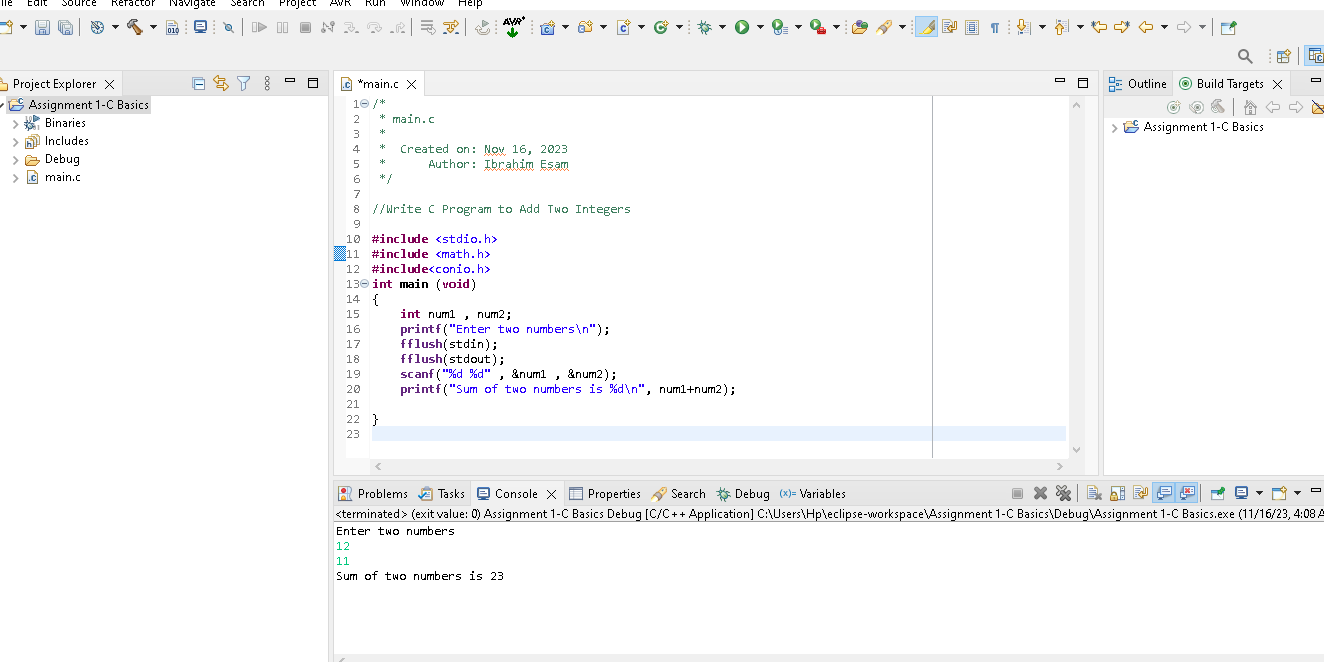 Edit Source Refactor Navigate Search Project AVR Run Window Help
Project Explorer
Assignment 1-C Basics
Binaries
Includes
Debug
main.c
*main.c
1 /*
2 * main.c
3 *
4 * Created on: Nov 16, 2023
5 * Author: Ibrahim Esam
6 */
7
8 //Write C Program to Add Two Integers
9
10 #include <stdio.h>
11 #include <math.h>
12 #include<conio.h>
13 int main (void)
14 {
15 int num1 , num2;
16 printf("Enter two numbers\n");
17 fflush(stdin);
18 fflush(stdout);
19 scanf("%d %d" , &num1 , &num2);
20 printf("Sum of two numbers is %d\n", num1+num2);
21
22 }
23
Outline Build Targets
Assignment 1-C Basics
Problems Tasks Console Properties Search Debug (x)= Variables
<terminated> (exit value: 0) Assignment 1-C Basics Debug [C/C++ Application] C:\Users\Hp\eclipse-workspace\Assignment 1-C Basics\Debug\Assignment 1-C Basics.exe (11/16/23, 4:08 A
Enter two numbers
12
11
Sum of two numbers is 23